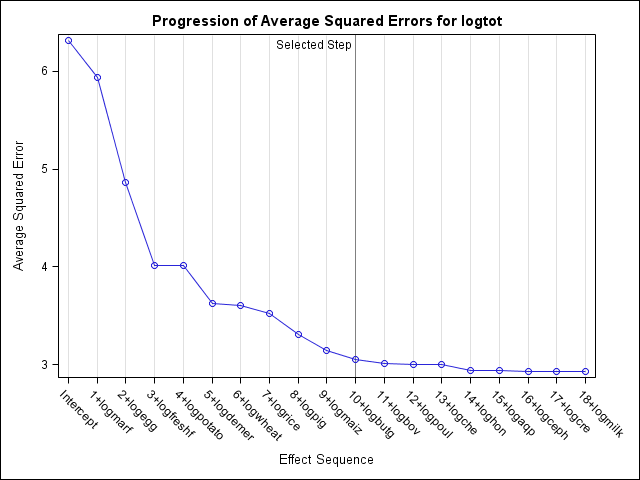 Progression of Average Squared Errors for logtot
Selected Step
6
5
4
3
Average Squared Error
Intercept
1+logmarf
2+logegg
3+logfreshf
4+logpotato
5+logdemer
6+logwheat
7+logrice
8+logpig
9+logmaiz
10+logbutg
11+logbov
12+logpoul
13+logche
14+loghon
15+logaqp
16+logceph
17+logcre
18+logmilk
Effect Sequence